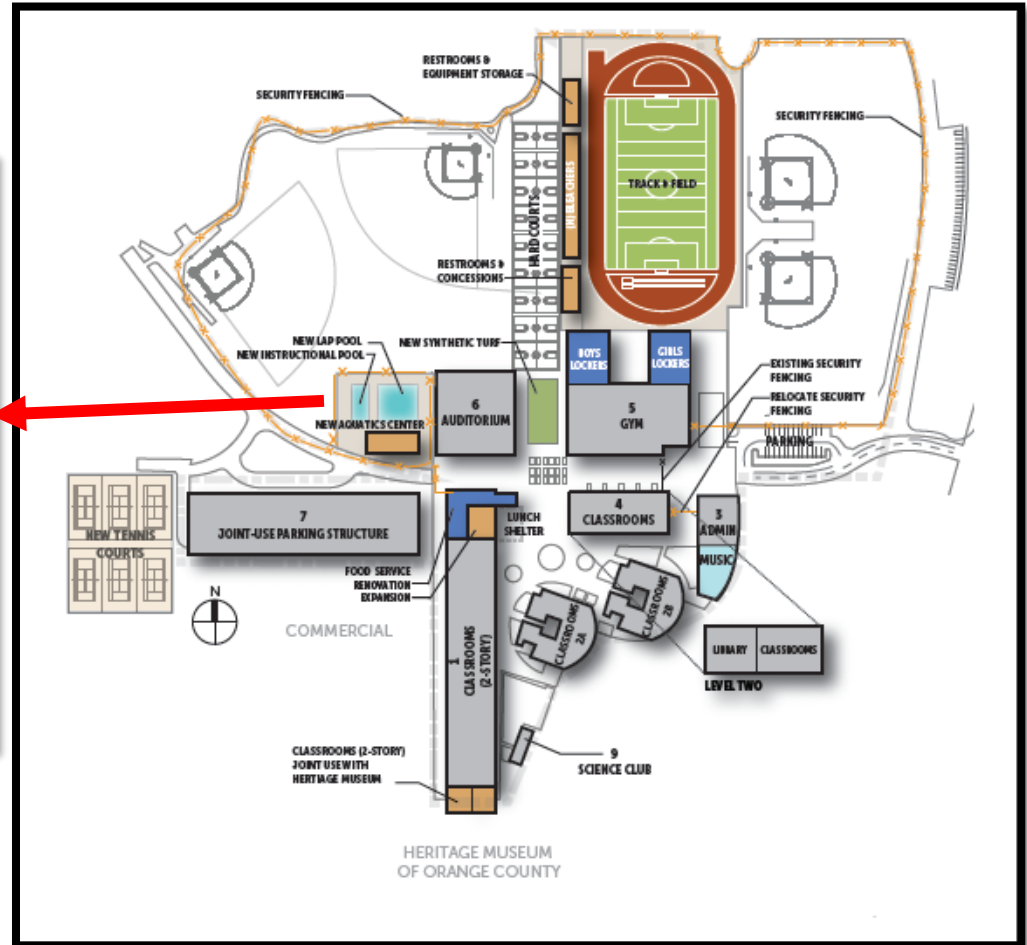 RESTROOMS &
EQUIPMENT STORAGE
SECURITY FENCING
SECURITY FENCING
(N) BLEACHERS
TRACK & FIELD
HARD COURTS
RESTROOMS &
CONCESSIONS
NEW LAP POOL
NEW INSTRUCTIONAL POOL
NEW SYNTHETIC TURF
BOYS
LOCKERS
GIRLS
LOCKERS
EXISTING SECURITY
FENCING
RELOCATE SECURITY
FENCING
6
AUDITORIUM
5
GYM
NEW AQUATICS CENTER
PARKING
7
JOINT-USE PARKING STRUCTURE
NEW TENNIS
COURTS
LUNCH
SHELTER
4
CLASSROOMS
3
ADMIN
MUSIC
FOOD SERVICE
RENOVATION
EXPANSION
N
COMMERCIAL
1
CLASSROOMS
(2-STORY)
CLASSROOMS
2A
CLASSROOMS
2B
LIBRARY
CLASSROOMS
LEVEL TWO
CLASSROOMS (2-STORY)
JOINT USE WITH
HERTIAGE MUSEUM
9
SCIENCE CLUB
HERITAGE MUSEUM
OF ORANGE COUNTY